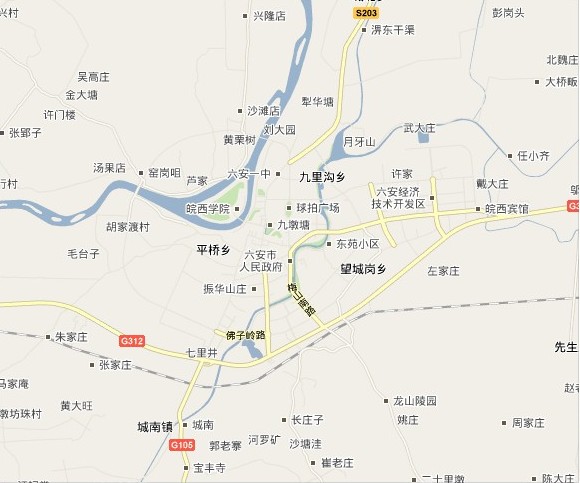 兴村
兴隆店
S203
彭岗头
淠东干渠
北魏庄
吴高庄
大桥畈
金大塘
许门楼
沙滩店
犁华塘
张郢子
黄栗树
刘大园
武大庄
月牙山
任小齐
汤果店
窑岗咀
六安一中
九里沟乡
许家
行村
芦家
戴大庄
六安经济
技术开发区
皖西学院
球拍广场
皖西宾馆
胡家渡村
九墩塘
平桥乡
东苑小区
毛台子
六安市
人民政府
望城岗乡
左家庄
振华山庄
佛子岭路
朱家庄
G312
七里井
先生
张家庄
马家庵
墩坊珠村
黄大旺
龙山陵园
姚庄
城南镇
城南
长庄子
周家庄
G105
郭老寨
河罗矿
沙塘洼
宝丰寺
崔老庄
二十里墩
陈大庄